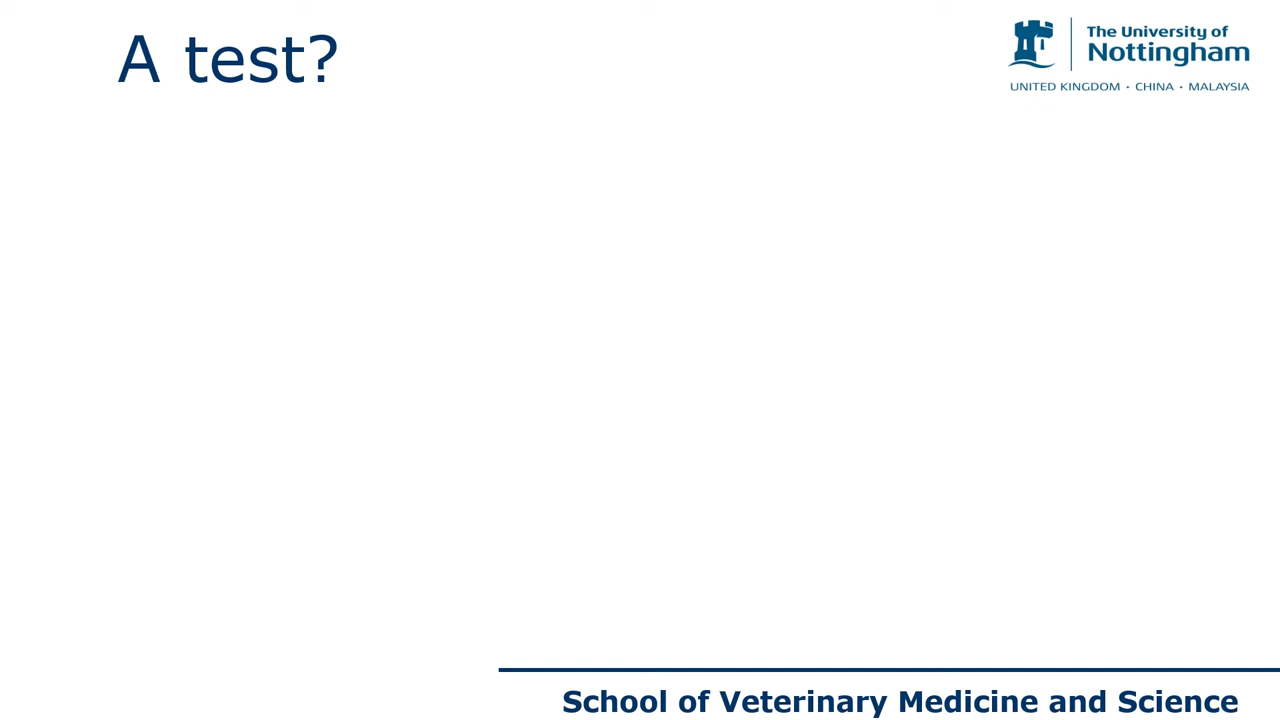 A test?
The University of
Nottingham
UNITED KINGDOM · CHINA · MALAYSIA
School of Veterinary Medicine and Science